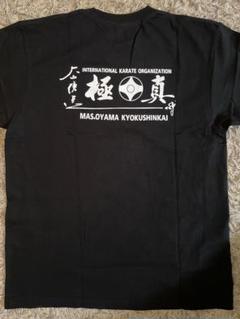 INTERNATIONAL KARATE ORGANIZATION
極真
MAS.OYAMA KYOKUSHINKAI